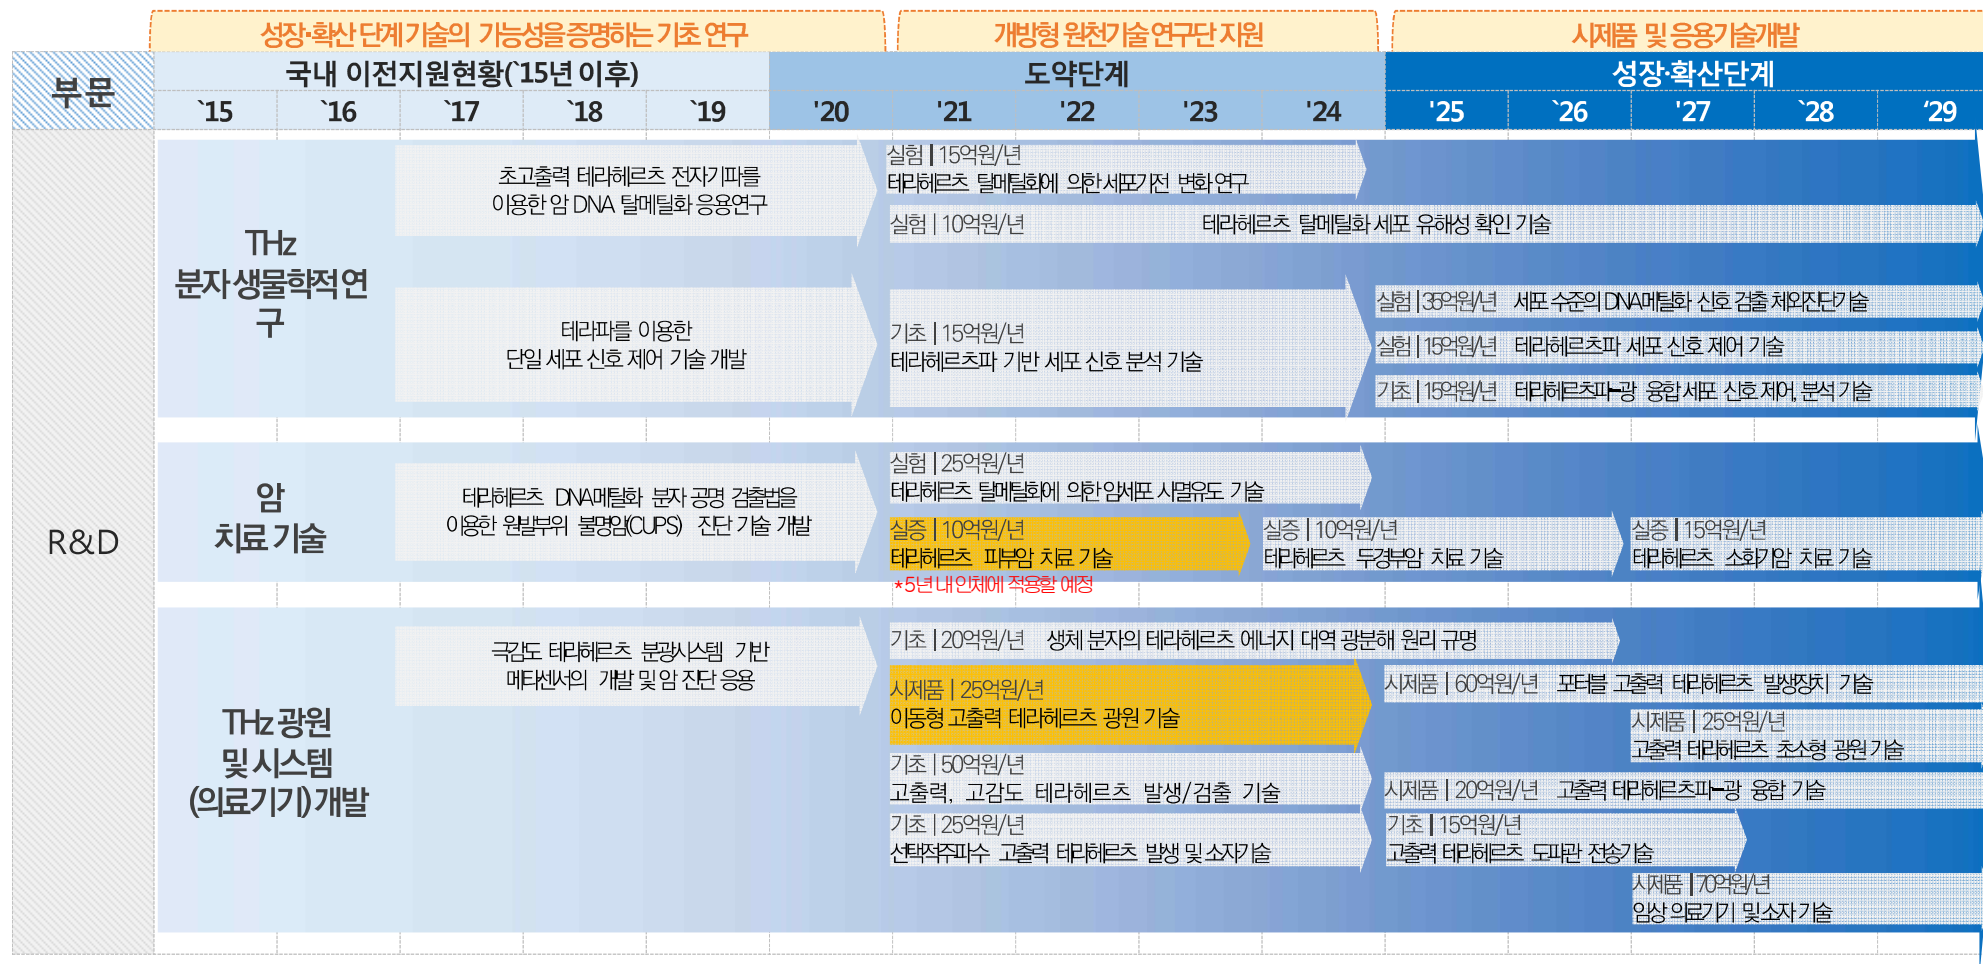 성장·확산 단계 기술의 가능성을 증명하는 기초 연구
개방형 원천기술 연구단 지원
시제품 및 응용기술개발
부문
국내 이전지원현황(`15년 이후)
도약단계
성장·확산단계
`15 `16 `17 `18 `19 '20 '21 '22 '23 '24 '25 `26 '27 `28 ‘29
R&D
THz
분자생물학적연
구
초고출력 테라헤르츠 전자기파를
이용한 암 DNA 탈메틸화 응용연구
실험 | 15억원/년
테라헤르츠 탈메틸화에 의한 세포기전 변화 연구
실험 | 10억원/년 테라헤르츠 탈메틸화 세포 유해성 확인 기술
테라파를 이용한
단일 세포 신호 제어 기술 개발
기초 | 15억원/년
테라헤르츠파 기반 세포 신호 분석 기술
실험 | 35억원/년 세포 수준의 DNA메틸화 신호 검출 체외진단기술
실험 | 15억원/년 테라헤르츠파 세포 신호 제어 기술
기초 | 15억원/년 테라헤르츠파-광 융합 세포 신호 제어, 분석 기술
암
치료 기술
테라헤르츠 DNA메틸화 분자 공명 검출법을
이용한 원발부위 불명암(CUPS) 진단 기술 개발
실험 | 25억원/년
테라헤르츠 탈메틸화에 의한 암세포 사멸유도 기술
실증 | 10억원/년
테라헤르츠 피부암 치료 기술
*5년 내 인체에 적용할 예정
실증 | 10억원/년
테라헤르츠 두경부암 치료 기술
실증 | 15억원/년
테라헤르츠 소화기암 치료 기술
THz 광원
및 시스템
(의료기기) 개발
극감도 테라헤르츠 분광시스템 기반
메타센서의 개발 및 암 진단 응용
기초 | 20억원/년 생체 분자의 테라헤르츠 에너지 대역 광분해 원리 규명
시제품 | 25억원/년
이동형 고출력 테라헤르츠 광원 기술
기초 | 50억원/년
고출력, 고감도 테라헤르츠 발생/검출 기술
기초 | 25억원/년
선택적주파수 고출력 테라헤르츠 발생 및 소자기술
시제품 | 60억원/년 포터블 고출력 테라헤르츠 발생장치 기술
시제품 | 25억원/년
고출력 테라헤르츠 초소형 광원 기술
시제품 | 20억원/년 고출력 테라헤르츠파-광 융합 기술
기초 | 15억원/년
고출력 테라헤르츠 도파관 전송기술
시제품 | 70억원/년
임상 의료기기 및 소자 기술